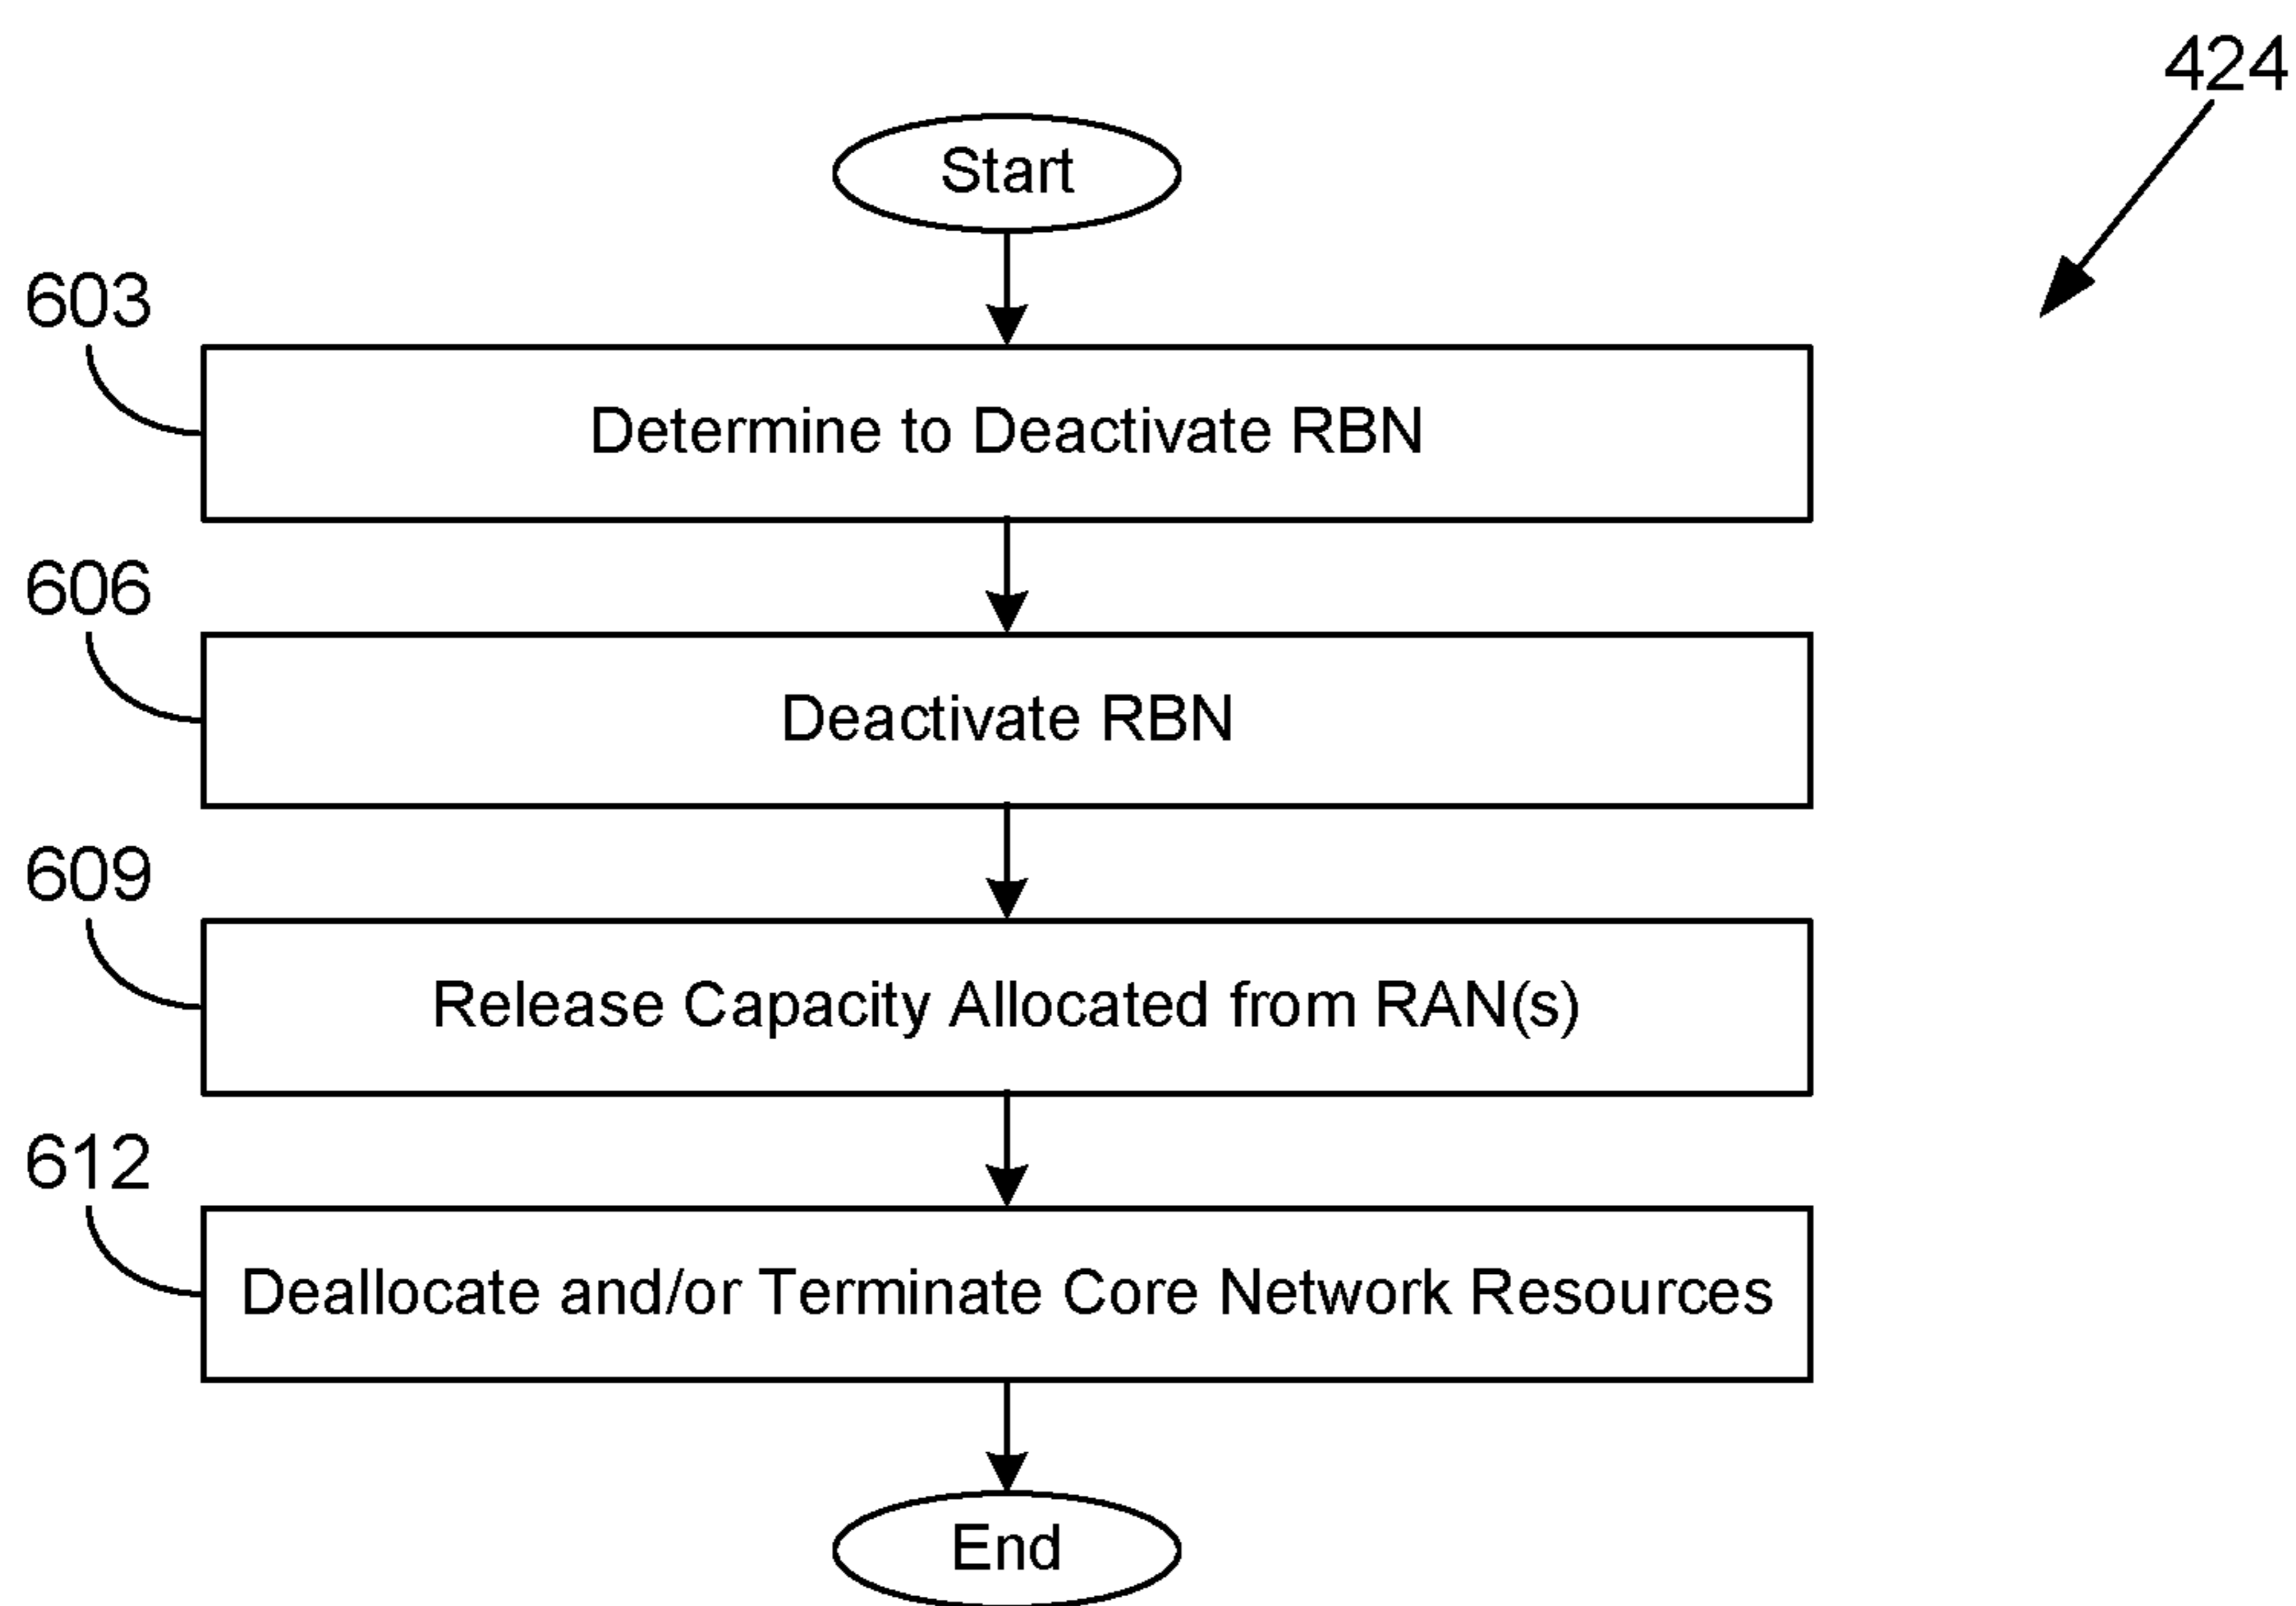 424
Start
603
Determine to Deactivate RBN
606
Deactivate RBN
609
Release Capacity Allocated from RAN(s)
612
Deallocate and/or Terminate Core Network Resources
End